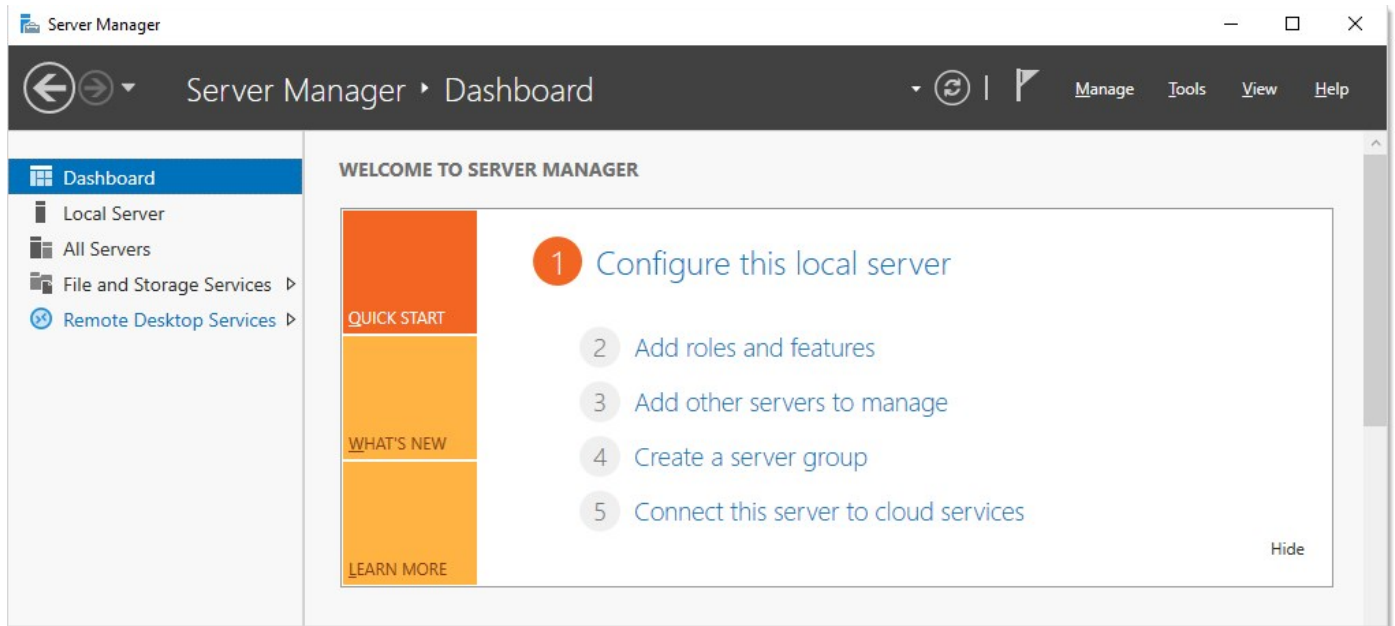 Server Manager
Server Manager ‣ Dashboard
Manage Tools View Help
Dashboard
Local Server
All Servers
File and Storage Services
Remote Desktop Services
WELCOME TO SERVER MANAGER
QUICK START
WHAT'S NEW
LEARN MORE
1 Configure this local server
2 Add roles and features
3 Add other servers to manage
4 Create a server group
5 Connect this server to cloud services
Hide